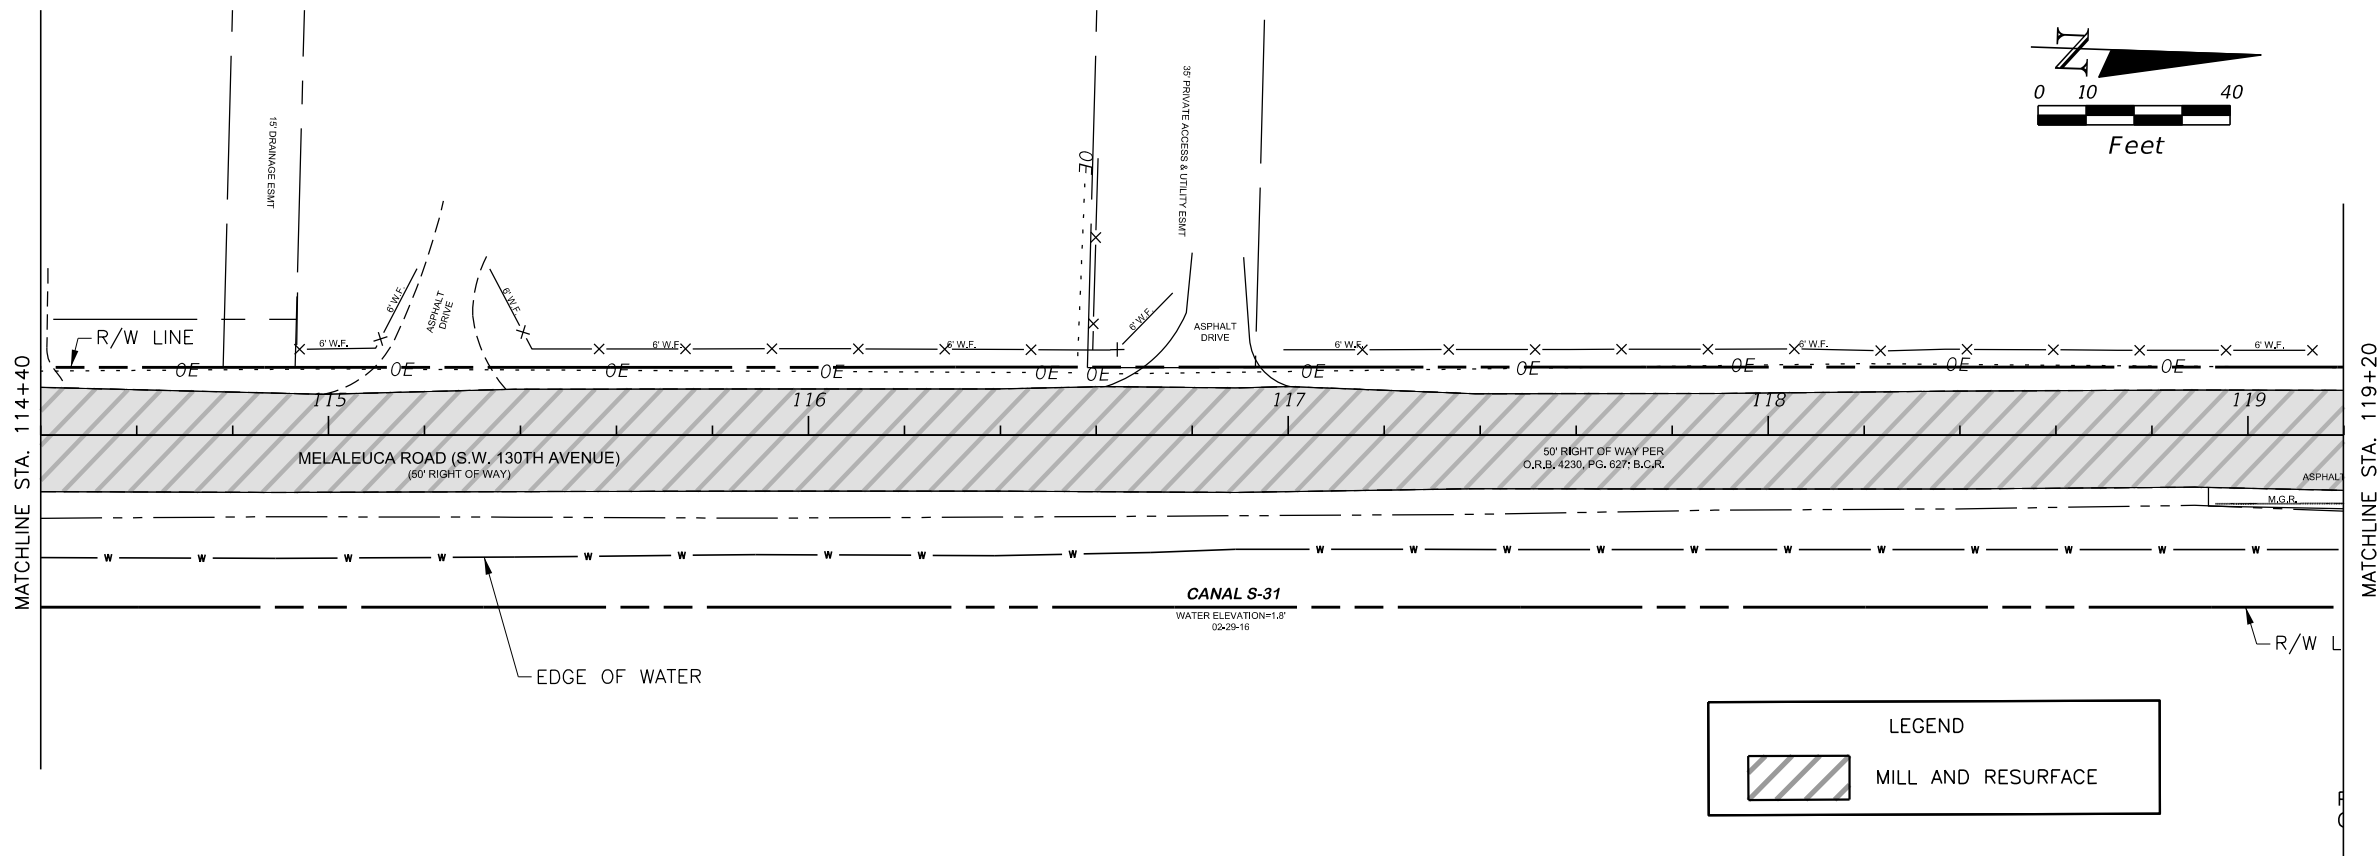 N
0 10 40
Feet
15' DRAINAGE ESMT
35' PRIVATE ACCESS & UTILITY ESMT
OE
6' W.F.
6' W.F.
ASPHALT
DRIVE
6' W.F.
ASPHALT
DRIVE
R/W LINE
6' W.F.
6' W.F.
6' W.F.
6' W.F.
6' W.F.
6' W.F.
OE OE OE OE OE OE OE OE OE OE OE
115 116 117 118 119
MATCHLINE STA. 114+40
MATCHLINE STA. 119+20
MELALEUCA ROAD (S.W. 130TH AVENUE)
(50' RIGHT OF WAY)
50' RIGHT OF WAY PER
O.R.B. 4230, PG. 627; B.C.R.
ASPHALT
M.G.R.
W W W W W W W W W W W W W W W W W W W W
CANAL S-31
WATER ELEVATION=1.8'
02-29-16
R/W L
EDGE OF WATER
LEGEND
MILL AND RESURFACE